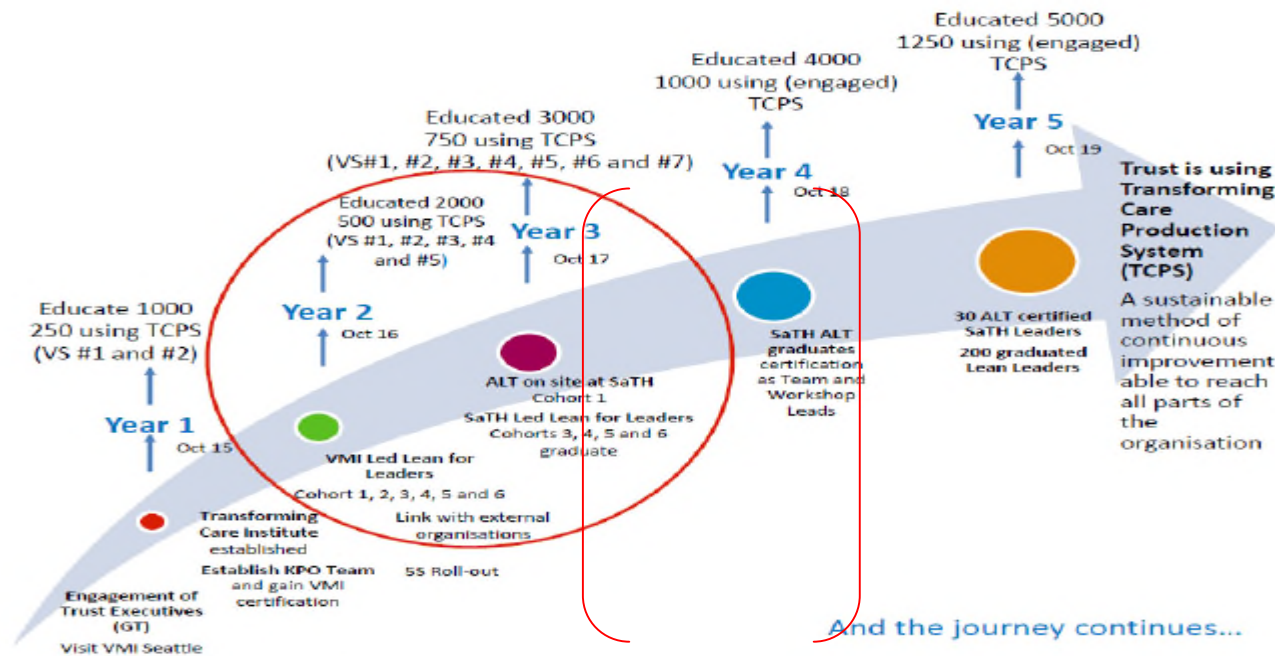 Educated 5000
1250 using (engaged)
TCPS
Year 5
Oct 19
Educated 4000
1000 using (engaged)
TCPS
Year 4
Oct 18
Educated 3000
750 using TCPS
(VS#1, #2, #3, #4, #5, #6 and #7)
Year 3
Oct 17
Educated 2000
500 using TCPS
(VS #1, #2, #3, #4
and #5)
Year 2
Oct 16
Educate 1000
250 using TCPS
(VS #1 and #2)
Year 1
Oct 15
Trust is using
Transforming
Care
Production
System
(TCPS)
A sustainable
method of
continuous
improvement
able to reach
all parts of
the
organisation
30 ALT certified
SaTH Leaders
200 graduated
Lean Leaders
SaTH ALT
graduates
certification
as Team and
Workshop
Leads
ALT on site at SaTH
Cohort 1
SaTH Led Lean for Leaders
Cohorts 3, 4, 5 and 6
graduate
VMI Led Lean for
Leaders
Cohort 1, 2, 3, 4, 5 and 6
Link with external
organisations
5S Roll-out
Transforming
Care Institute
established
Establish KPO Team
and gain VMI
certification
Engagement of
Trust Executives
(GT)
Visit VMI Seattle
And the journey continues...